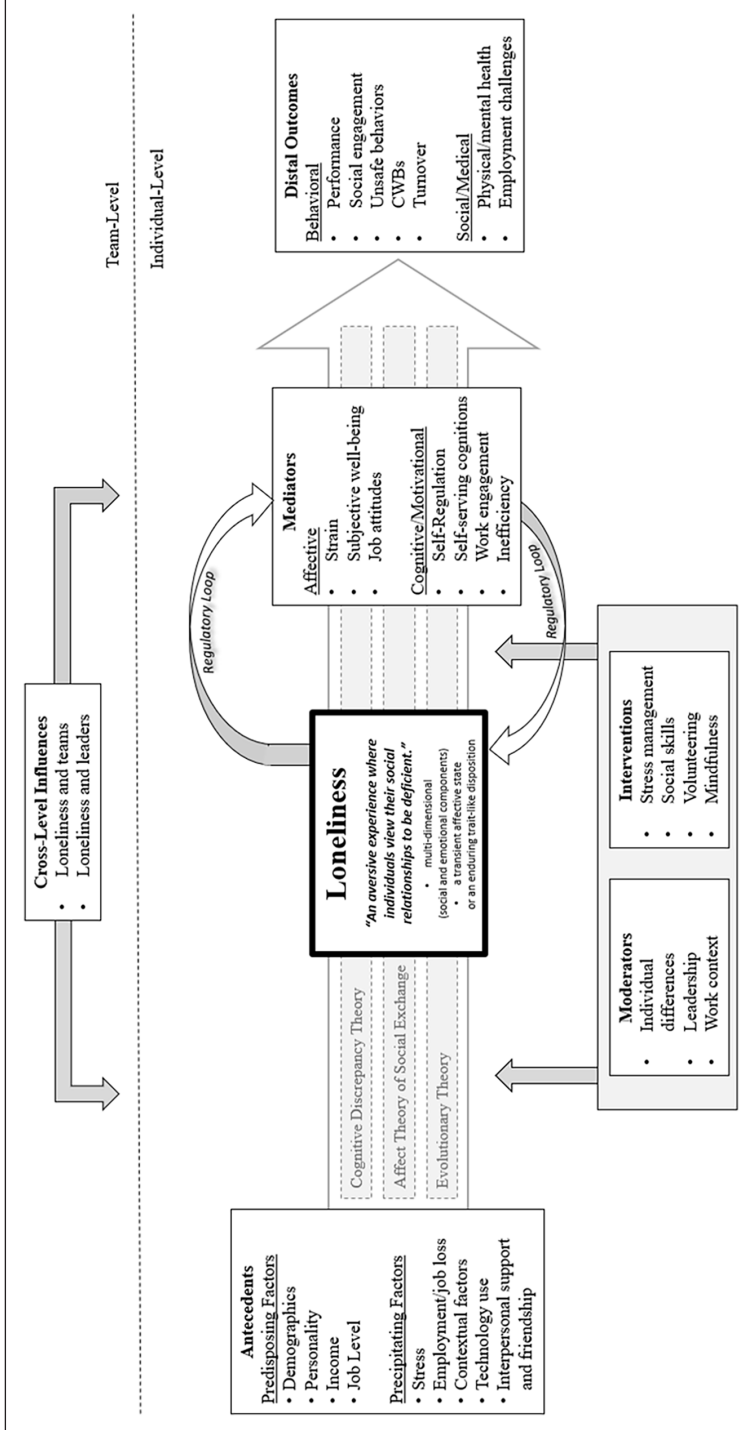 Team-Level
Individual-Level
Cross-Level Influences
• Loneliness and teams
• Loneliness and leaders
Antecedents
Predisposing Factors
• Demographics
• Personality
• Income
• Job Level
Precipitating Factors
• Stress
• Employment/job loss
• Contextual factors
• Technology use
• Interpersonal support
and friendship
Cognitive Discrepancy Theory
Affect Theory of Social Exchange
Evolutionary Theory
Loneliness
"An aversive experience where
individuals view their social
relationships to be deficient."
• multi-dimensional
(social and emotional components)
• a transient affective state
or an enduring trait-like disposition
Regulatory Loop
Mediators
Affective
• Strain
• Subjective well-being
• Job attitudes
Cognitive/Motivational
• Self-Regulation
• Self-serving cognitions
• Work engagement
• Inefficiency
Regulatory Loop
Distal Outcomes
Behavioral
• Performance
• Social engagement
• Unsafe behaviors
• CWBs
• Turnover
Social/Medical
• Physical/mental health
• Employment challenges
Moderators
• Individual
differences
• Leadership
• Work context
Interventions
• Stress management
• Social skills
• Volunteering
• Mindfulness